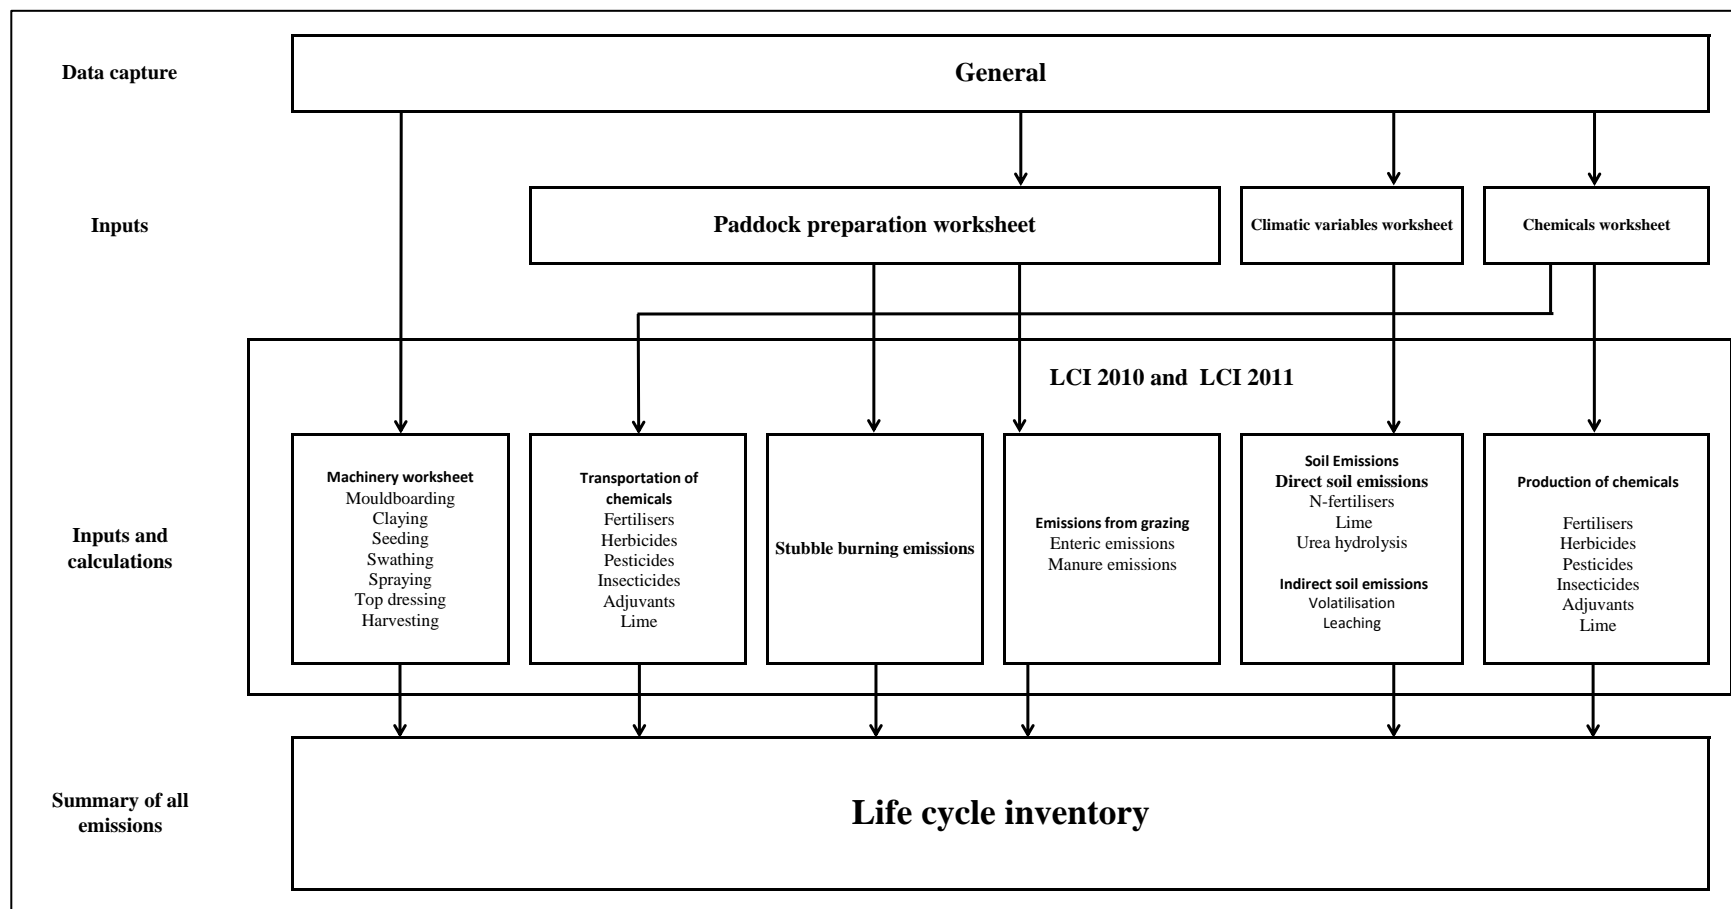 Data capture
General
Inputs
Paddock preparation worksheet
Climatic variables worksheet
Chemicals worksheet
LCI 2010 and  LCI 2011
Inputs and
calculations
Machinery worksheet
Mouldboarding
Claying
Seeding
Swathing
Spraying
Top dressing
Harvesting
Transportation of
chemicals
Fertilisers
Herbicides
Pesticides
Insecticides
Adjuvants
Lime
Stubble burning emissions
Emissions from grazing
Enteric emissions
Manure emissions
Soil Emissions
Direct soil emissions
N-fertilisers
Lime
Urea hydrolysis
Indirect soil emissions
Volatilisation
Leaching
Production of chemicals
Fertilisers
Herbicides
Pesticides
Insecticides
Adjuvants
Lime
Summary of all
emissions
Life cycle inventory